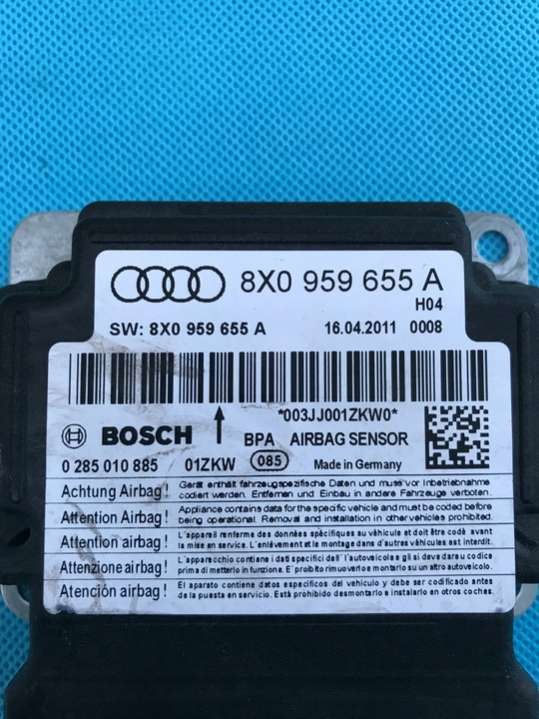 8X0 959 655 A
H04
SW: 8X0 959 655 A 16.04.2011 0008
*003JJ001ZKW0*
BOSCH BPA AIRBAG SENSOR
0 285 010 885 01ZKW 085 Made in Germany
Achtung Airbag! Gerät enthält fahrzeugspezifische Daten und muss vor Inbetriebnahme
codiert werden. Entfernen und Einbau in andere Fahrzeuge verboten.
Attention Airbag! Appliance contains data for the specific vehicle and must be coded before
being operational. Removal and installation in other vehicles prohibited.
Attention airbag! L'appareil renferme des données spécifiques au véhicule et doit être codé avant
la mise en service. L'enlèvement et le montage dans d'autres véhicules est interdit.
Attenzione airbag! L'apparecchio contiene i dati specifici dell'autoveicolo e gli si deve dare u codice
prima di metterlo in funzione. E' proibito rimuoverlo e montarlo su un altro autoveicolo.
Atención airbag! El aparato contiene datos específicos del vehículo y debe ser codificado antes
de la puesta en servicio. Está prohibido desmontarlo e instalarlo en otros coches.